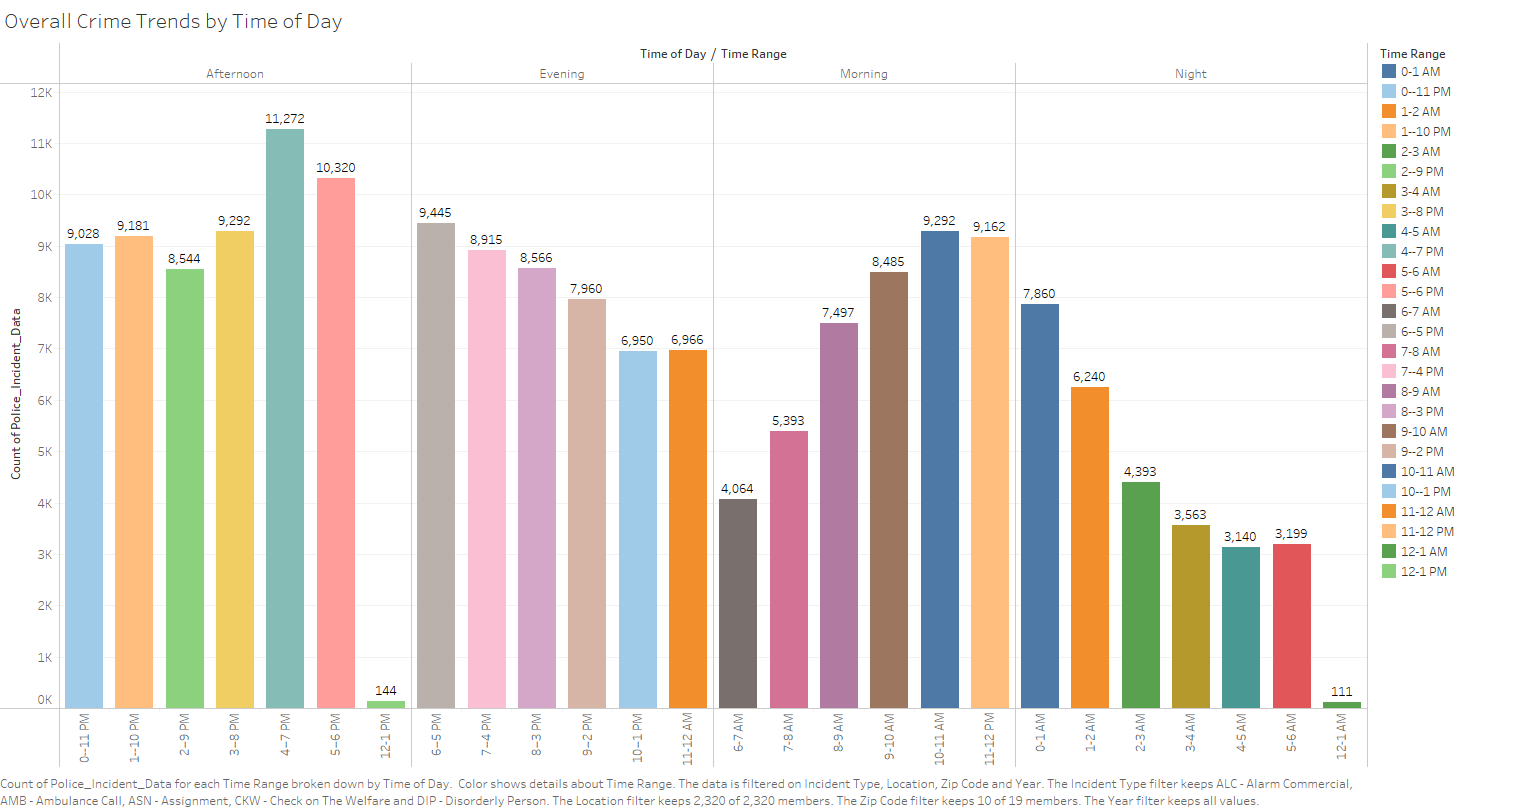 Overall Crime Trends by Time of Day
Time of Day / Time Range
Afternoon
Evening
Morning
Night
Count of Police_Incident_Data
12K
11K
10K
9K
8K
7K
6K
5K
4K
3K
2K
1K
0K
9,028
9,181
8,544
9,292
11,272
10,320
144
9,445
8,915
8,566
7,960
6,950
6,966
4,064
5,393
7,497
8,485
9,292
9,162
7,860
6,240
4,393
3,563
3,140
3,199
111
0--11 PM
1--10 PM
2--9 PM
3--8 PM
4--7 PM
5--6 PM
12-1 PM
6--5 PM
7--4 PM
8--3 PM
9--2 PM
10--1 PM
11-12 AM
6-7 AM
7-8 AM
8-9 AM
9-10 AM
10-11 AM
11-12 PM
0-1 AM
1-2 AM
2-3 AM
3-4 AM
4-5 AM
5-6 AM
12-1 AM
Time Range
0-1 AM
0--11 PM
1-2 AM
1--10 PM
2-3 AM
2--9 PM
3-4 AM
3--8 PM
4-5 AM
4--7 PM
5-6 AM
5--6 PM
6-7 AM
6--5 PM
7-8 AM
7--4 PM
8-9 AM
8--3 PM
9-10 AM
9--2 PM
10-11 AM
10--1 PM
11-12 AM
11-12 PM
12-1 AM
12-1 PM
Count of Police_Incident_Data for each Time Range broken down by Time of Day. Color shows details about Time Range. The data is filtered on Incident Type, Location, Zip Code and Year. The Incident Type filter keeps ALC - Alarm Commercial,
AMB - Ambulance Call, ASN - Assignment, CKW - Check on The Welfare and DIP - Disorderly Person. The Location filter keeps 2,320 of 2,320 members. The Zip Code filter keeps 10 of 19 members. The Year filter keeps all values.